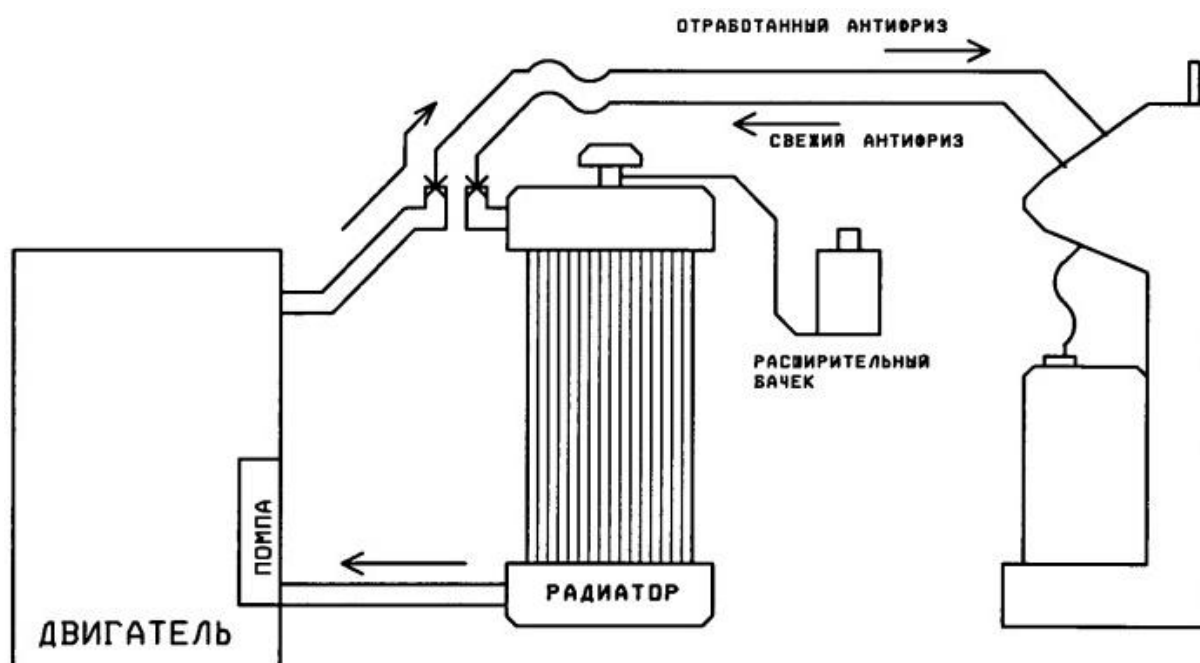 ОТРАБОТАННЫЙ АНТИФРИЗ
СВЕЖИЙ АНТИФРИЗ
РАСШИРИТЕЛЬНЫЙ
БАЧЕК
ПОМПА
РАДИАТОР
ДВИГАТЕЛЬ